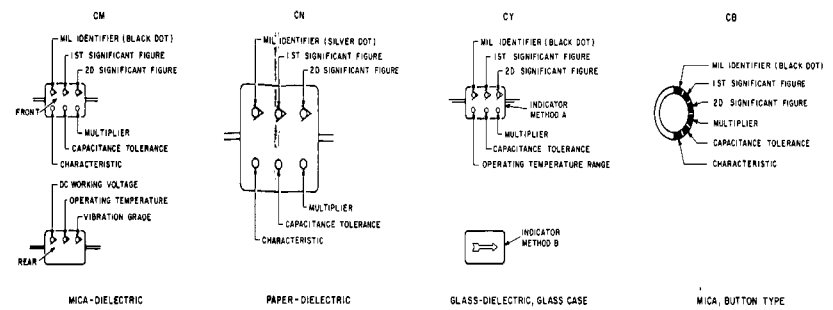 CM
MIL IDENTIFIER (BLACK DOT)
1ST SIGNIFICANT FIGURE
2D SIGNIFICANT FIGURE
FRONT
MULTIPLIER
CAPACITANCE TOLERANCE
CHARACTERISTIC
DC WORKING VOLTAGE
OPERATING TEMPERATURE
VIBRATION GRADE
REAR
MICA-DIELECTRIC
CN
MIL IDENTIFIER (SILVER DOT)
1ST SIGNIFICANT FIGURE
2D SIGNIFICANT FIGURE
MULTIPLIER
CAPACITANCE TOLERANCE
CHARACTERISTIC
PAPER-DIELECTRIC
CY
MIL IDENTIFIER (BLACK DOT)
1ST SIGNIFICANT FIGURE
2D SIGNIFICANT FIGURE
INDICATOR
METHOD A
MULTIPLIER
CAPACITANCE TOLERANCE
OPERATING TEMPERATURE RANGE
INDICATOR
METHOD B
GLASS-DIELECTRIC, GLASS CASE
CB
MIL IDENTIFIER (BLACK DOT)
1ST SIGNIFICANT FIGURE
2D SIGNIFICANT FIGURE
MULTIPLIER
CAPACITANCE TOLERANCE
CHARACTERISTIC
MICA, BUTTON TYPE